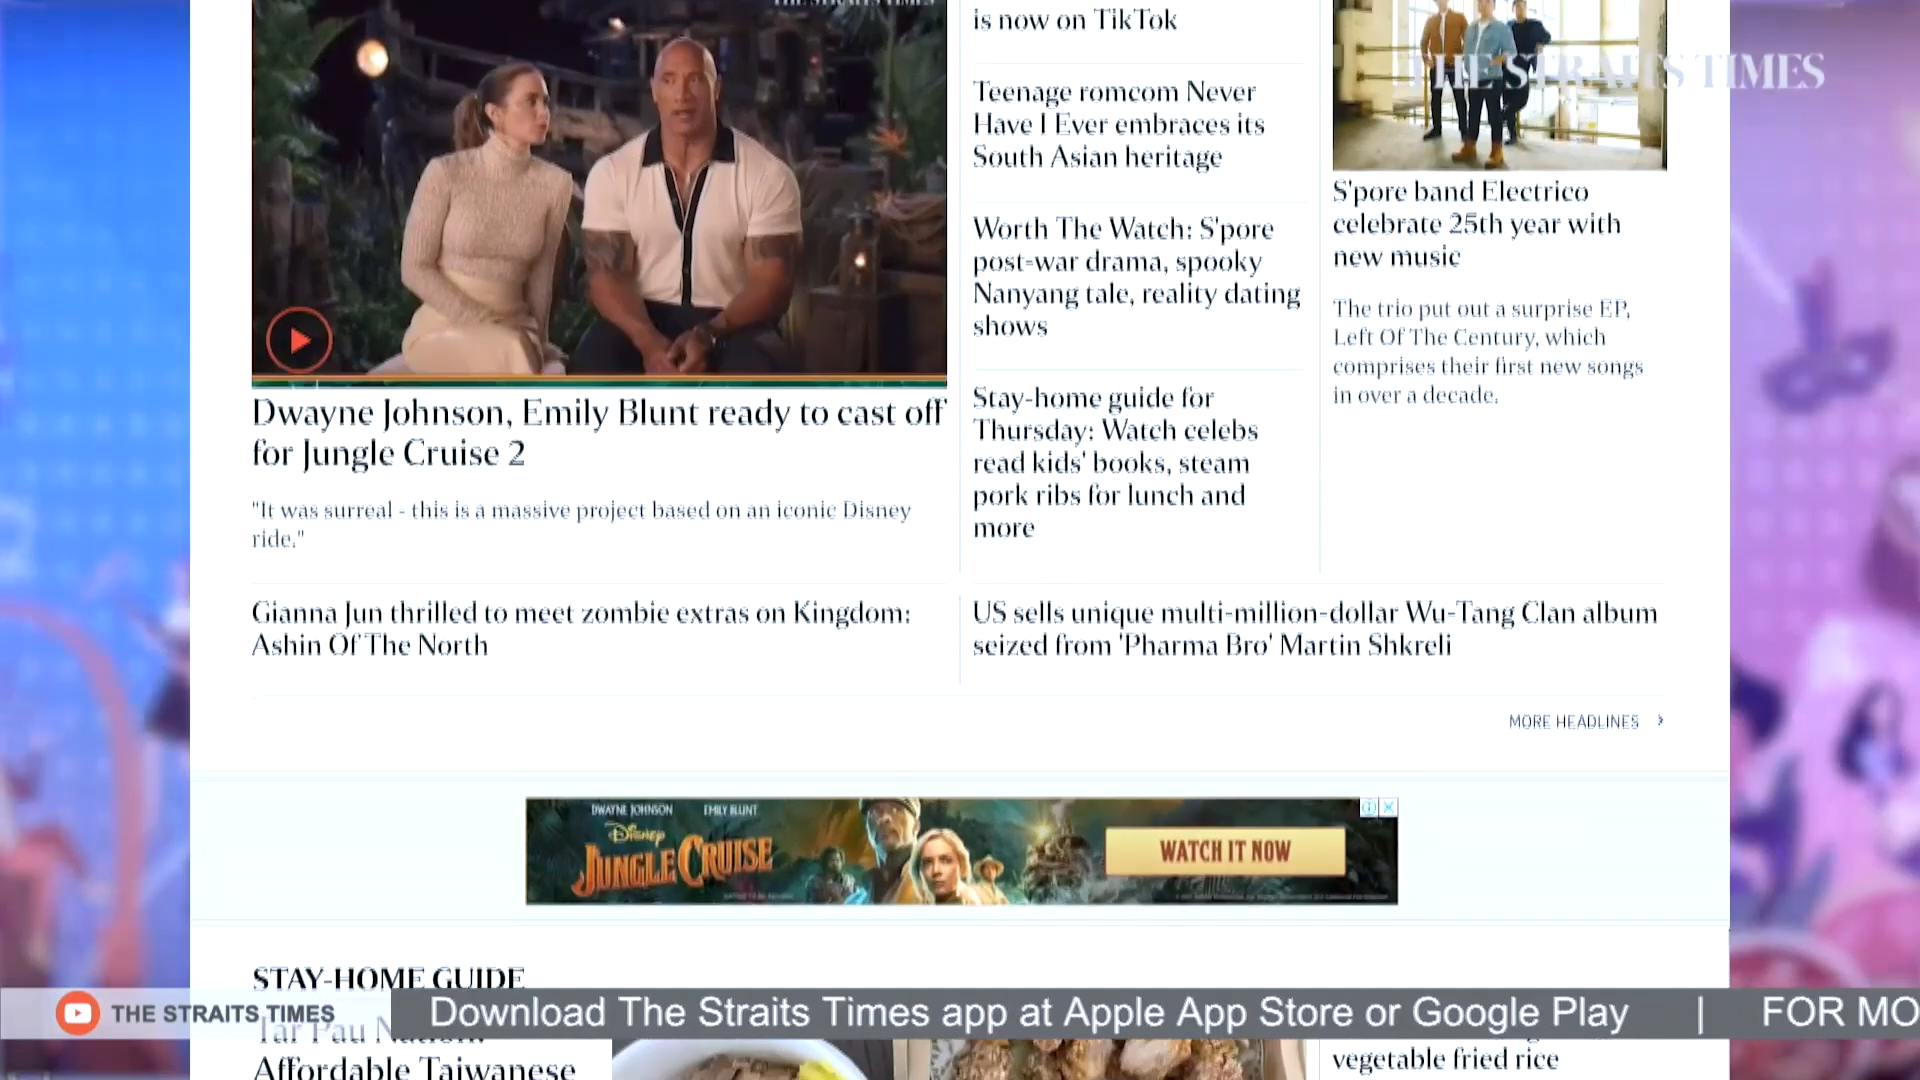 THE STRAITS TIMES
is now on TikTok
Teenage romcom Never
Have I Ever embraces its
South Asian heritage
Worth The Watch: S'pore
post-war drama, spooky
Nanyang tale, reality dating
shows
Stay-home guide for
Thursday: Watch celebs
read kids' books, steam
pork ribs for lunch and
more
THE STRAITS TIMES
S'pore band Electrico
celebrate 25th year with
new music
The trio put out a surprise EP,
Left Of The Century, which
comprises their first new songs
in over a decade.
Dwayne Johnson, Emily Blunt ready to cast off
for Jungle Cruise 2
"It was surreal - this is a massive project based on an iconic Disney
ride."
Gianna Jun thrilled to meet zombie extras on Kingdom:
Ashin Of The North
US sells unique multi-million-dollar Wu-Tang Clan album
seized from 'Pharma Bro' Martin Shkreli
MORE HEADLINES
DWAYNE JOHNSON EMILY BLUNT
Disney
JUNGLE CRUISE
WATCH IT NOW
STAY-HOME GUIDE
THE STRAITS TIMES
Download The Straits Times app at Apple App Store or Google Play | FOR MO
Tar Pau
Affordable Taiwanese
vegetable fried rice